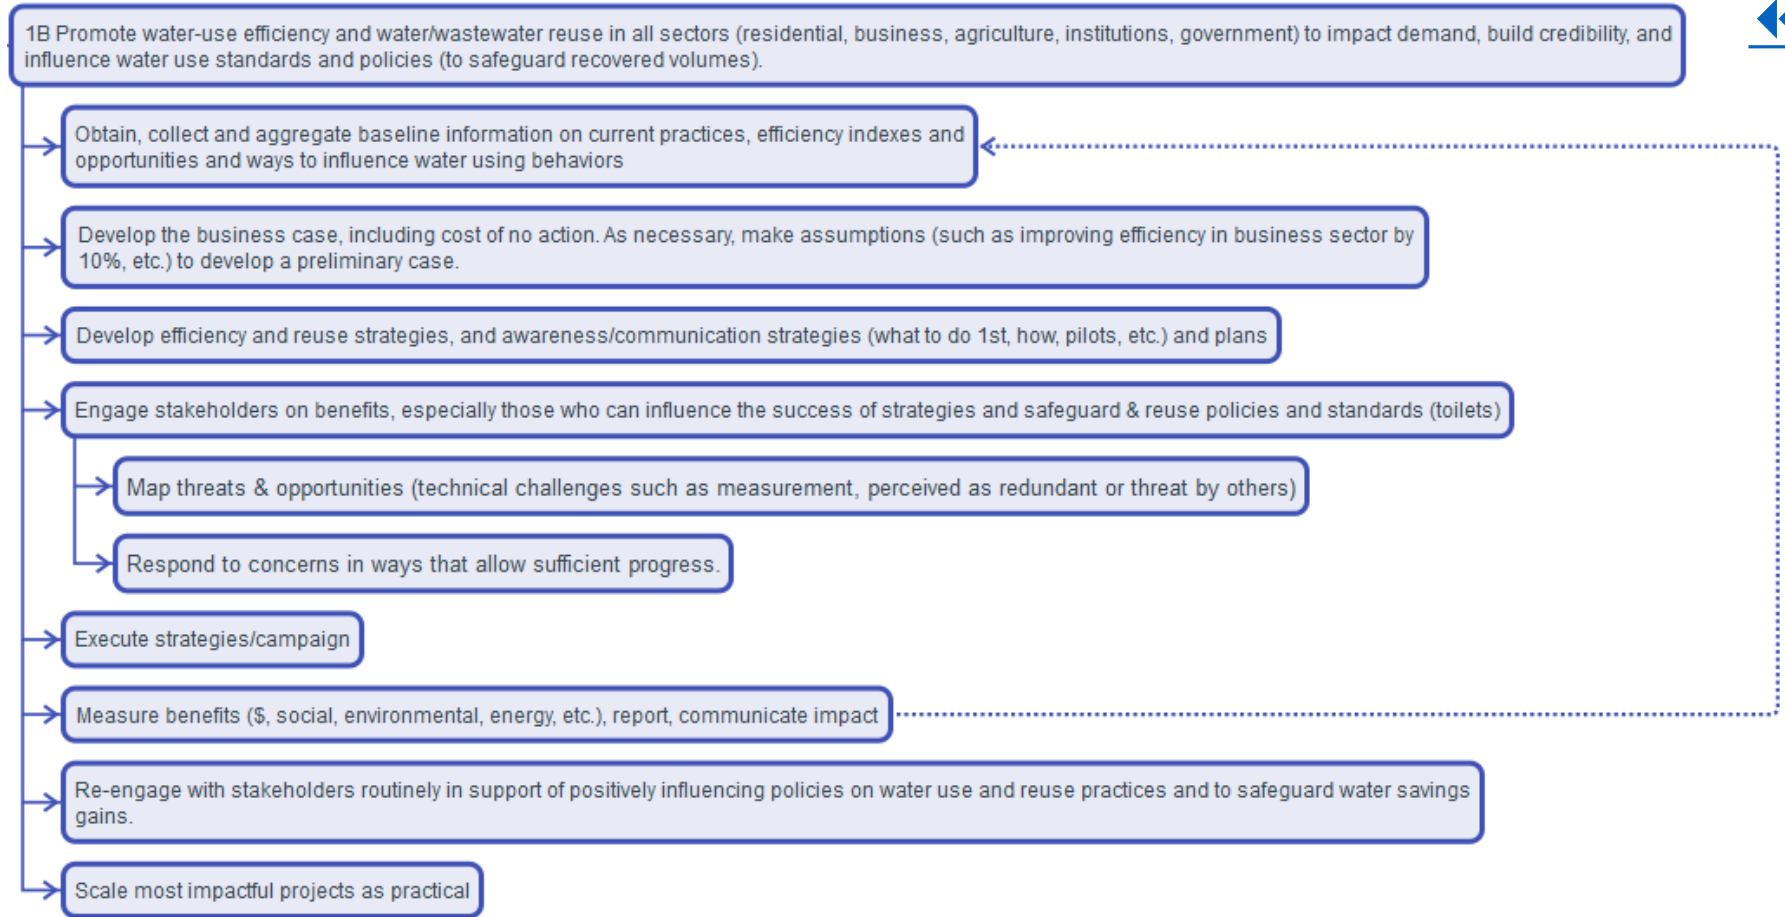 1B Promote water-use efficiency and water/wastewater reuse in all sectors (residential, business, agriculture, institutions, government) to impact demand, build credibility, and
influence water use standards and policies (to safeguard recovered volumes).
Obtain, collect and aggregate baseline information on current practices, efficiency indexes and
opportunities and ways to influence water using behaviors
Develop the business case, including cost of no action. As necessary, make assumptions (such as improving efficiency in business sector by
10%, etc.) to develop a preliminary case.
Develop efficiency and reuse strategies, and awareness/communication strategies (what to do 1st, how, pilots, etc.) and plans
Engage stakeholders on benefits, especially those who can influence the success of strategies and safeguard & reuse policies and standards (toilets)
Map threats & opportunities (technical challenges such as measurement, perceived as redundant or threat by others)
Respond to concerns in ways that allow sufficient progress.
Execute strategies/campaign
Measure benefits ($, social, environmental, energy, etc.), report, communicate impact
Re-engage with stakeholders routinely in support of positively influencing policies on water use and reuse practices and to safeguard water savings
gains.
Scale most impactful projects as practical